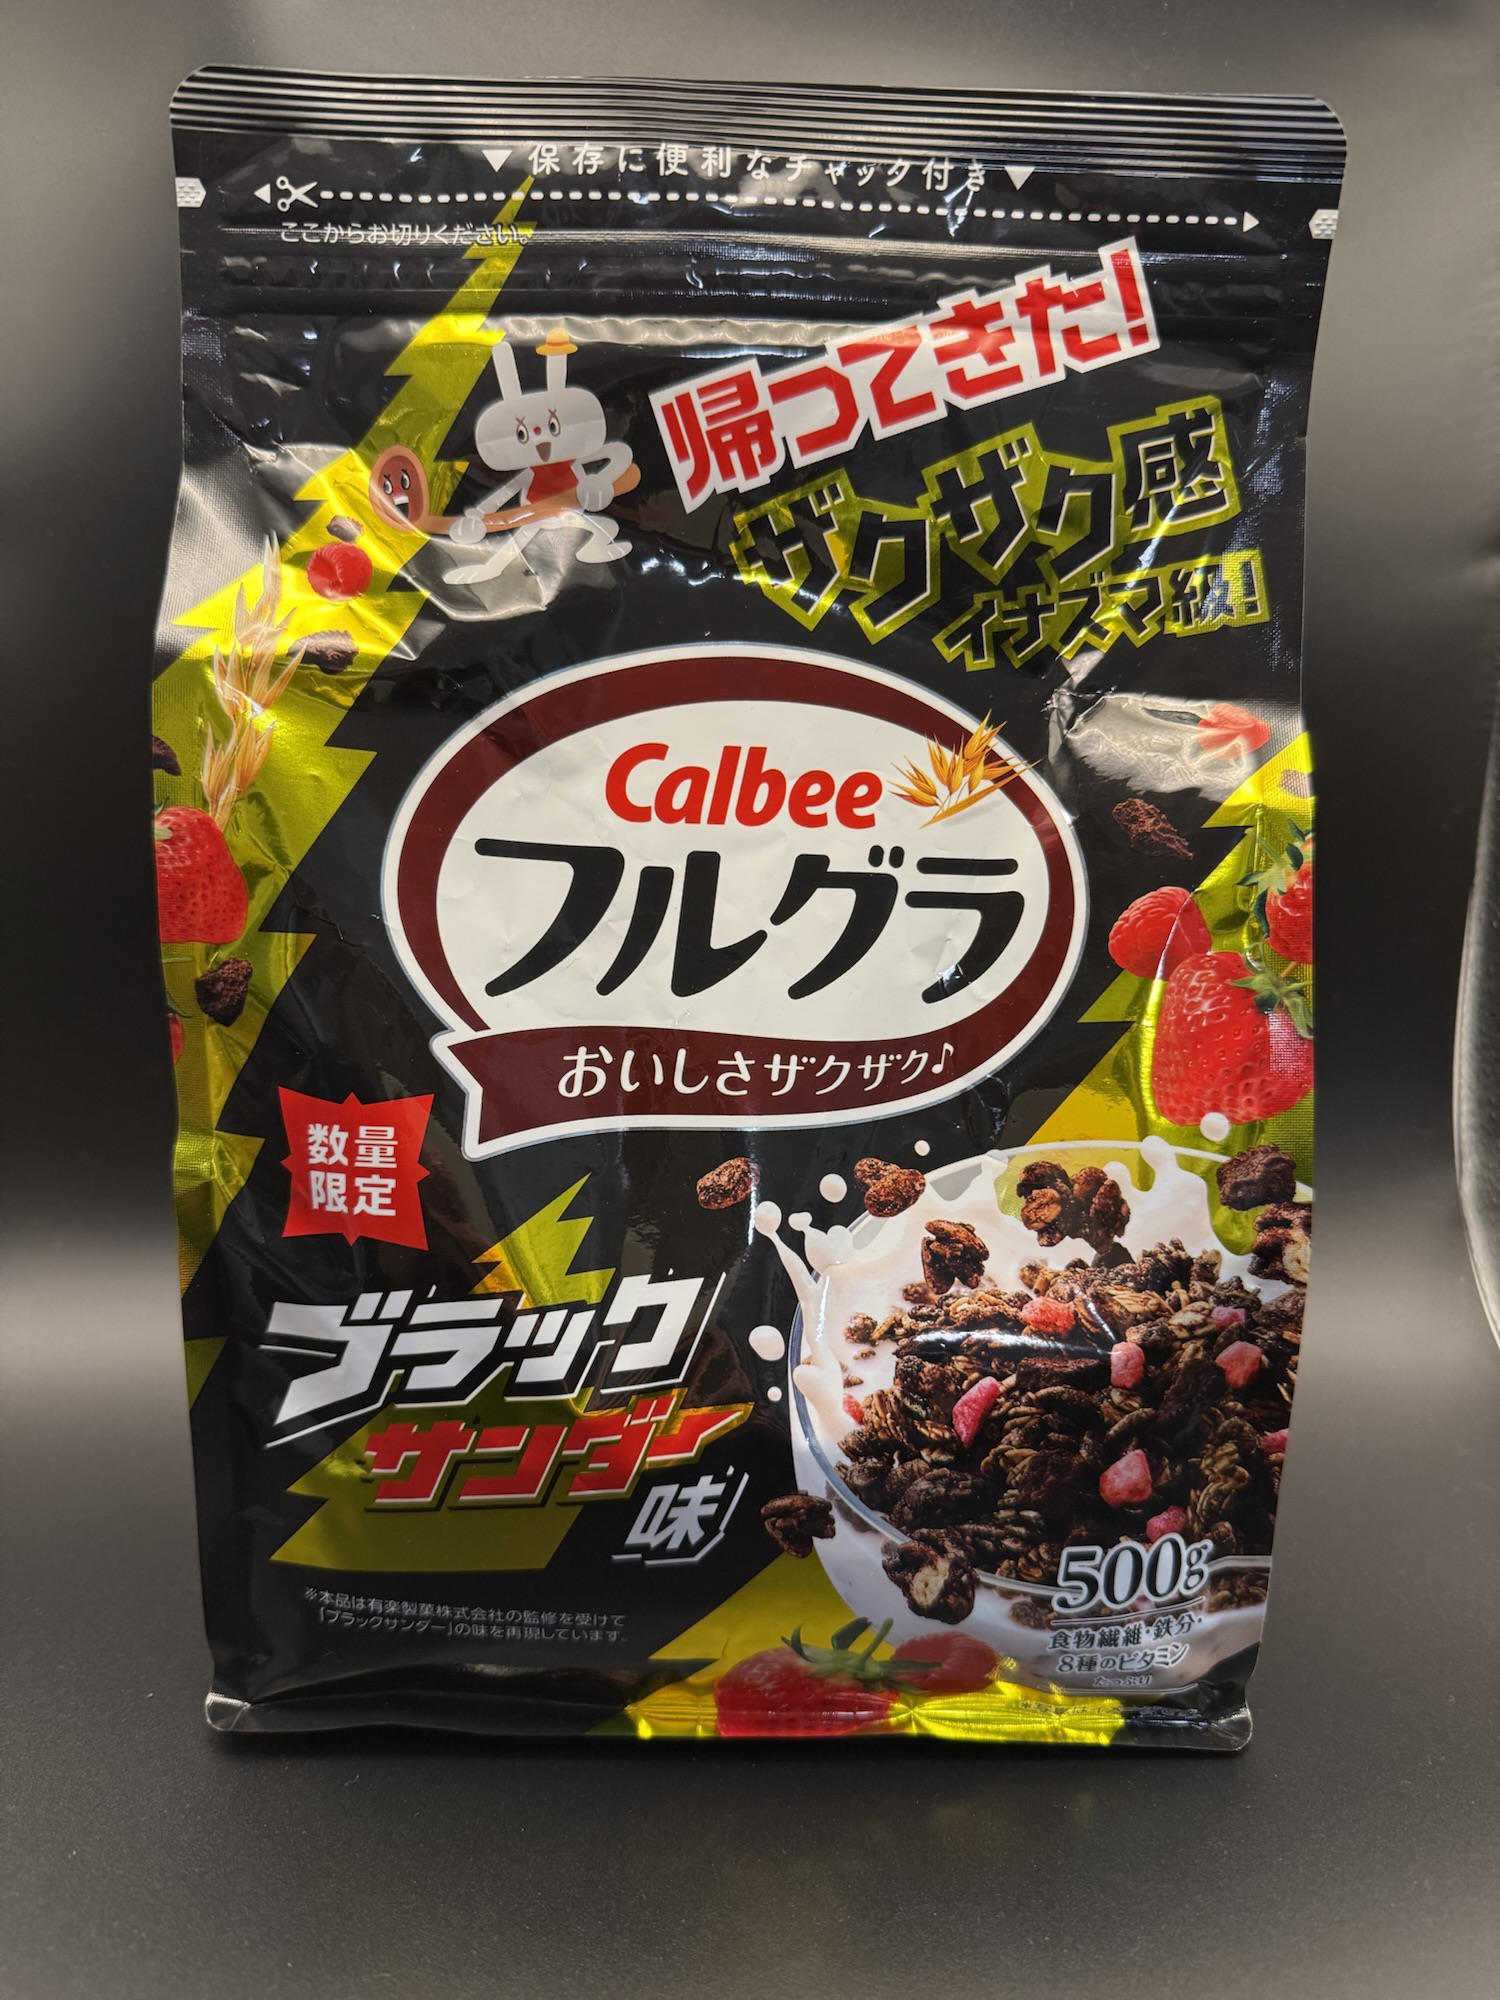 保存に便利なチャック付き
ここからお切りください。
帰ってきた!
ザクザク感
イナズマ級!
Calbee
フルグラ
おいしさザクザク♪
数量
限定
ブラック
サンダー
味
※本品は有楽製菓株式会社の監修を受けて
「ブラックサンダー」の味を再現しています。
500g
食物繊維・鉄分・
8種のビタミン
たっぷり